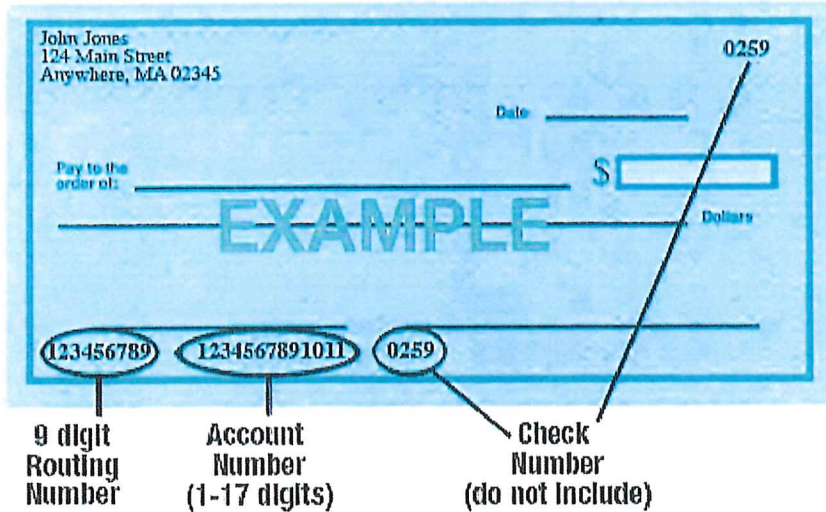 John Jones
124 Main Street
Anywhere, MA 02345
0259
Date
Pay to the
order of:
$
EXAMPLE
Dollars
123456789 1234567891011 0259
9 digit
Routing
Number
Account
Number
(1-17 digits)
Check
Number
(do not include)